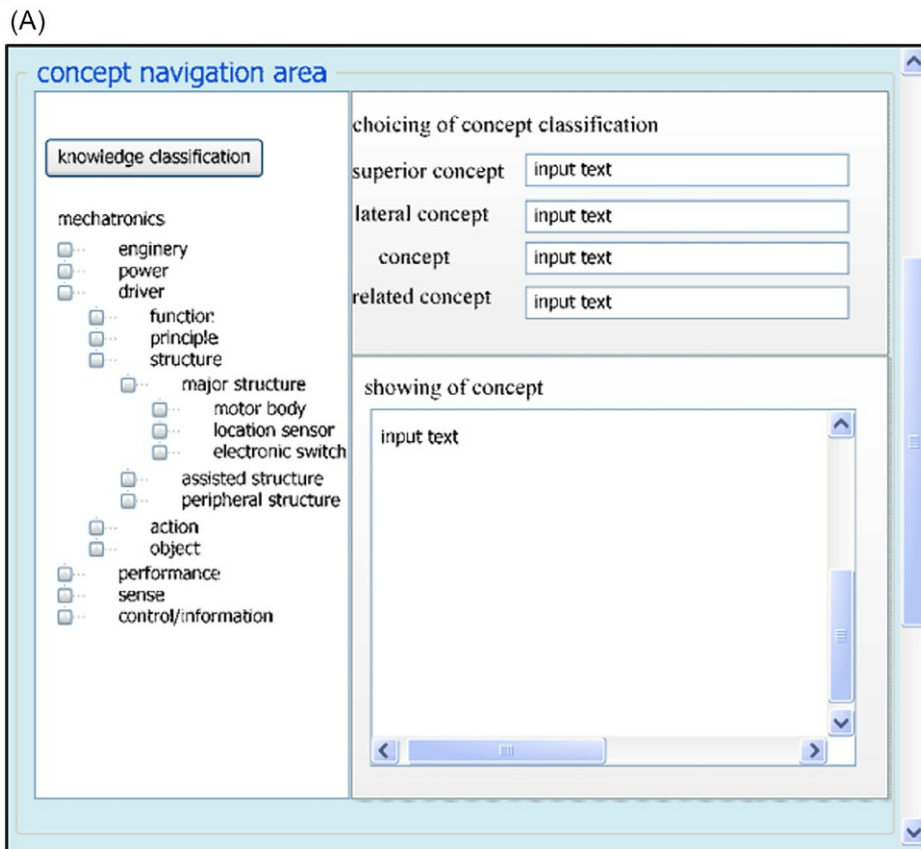 (A)
concept navigation area
knowledge classification
mechatronics
enginery
power
driver
function
principle
structure
major structure
motor body
location sensor
electronic switch
assisted structure
peripheral structure
action
object
performance
sense
control/information
choicing of concept classification
superior concept input text
lateral concept input text
concept input text
related concept input text
showing of concept
input text